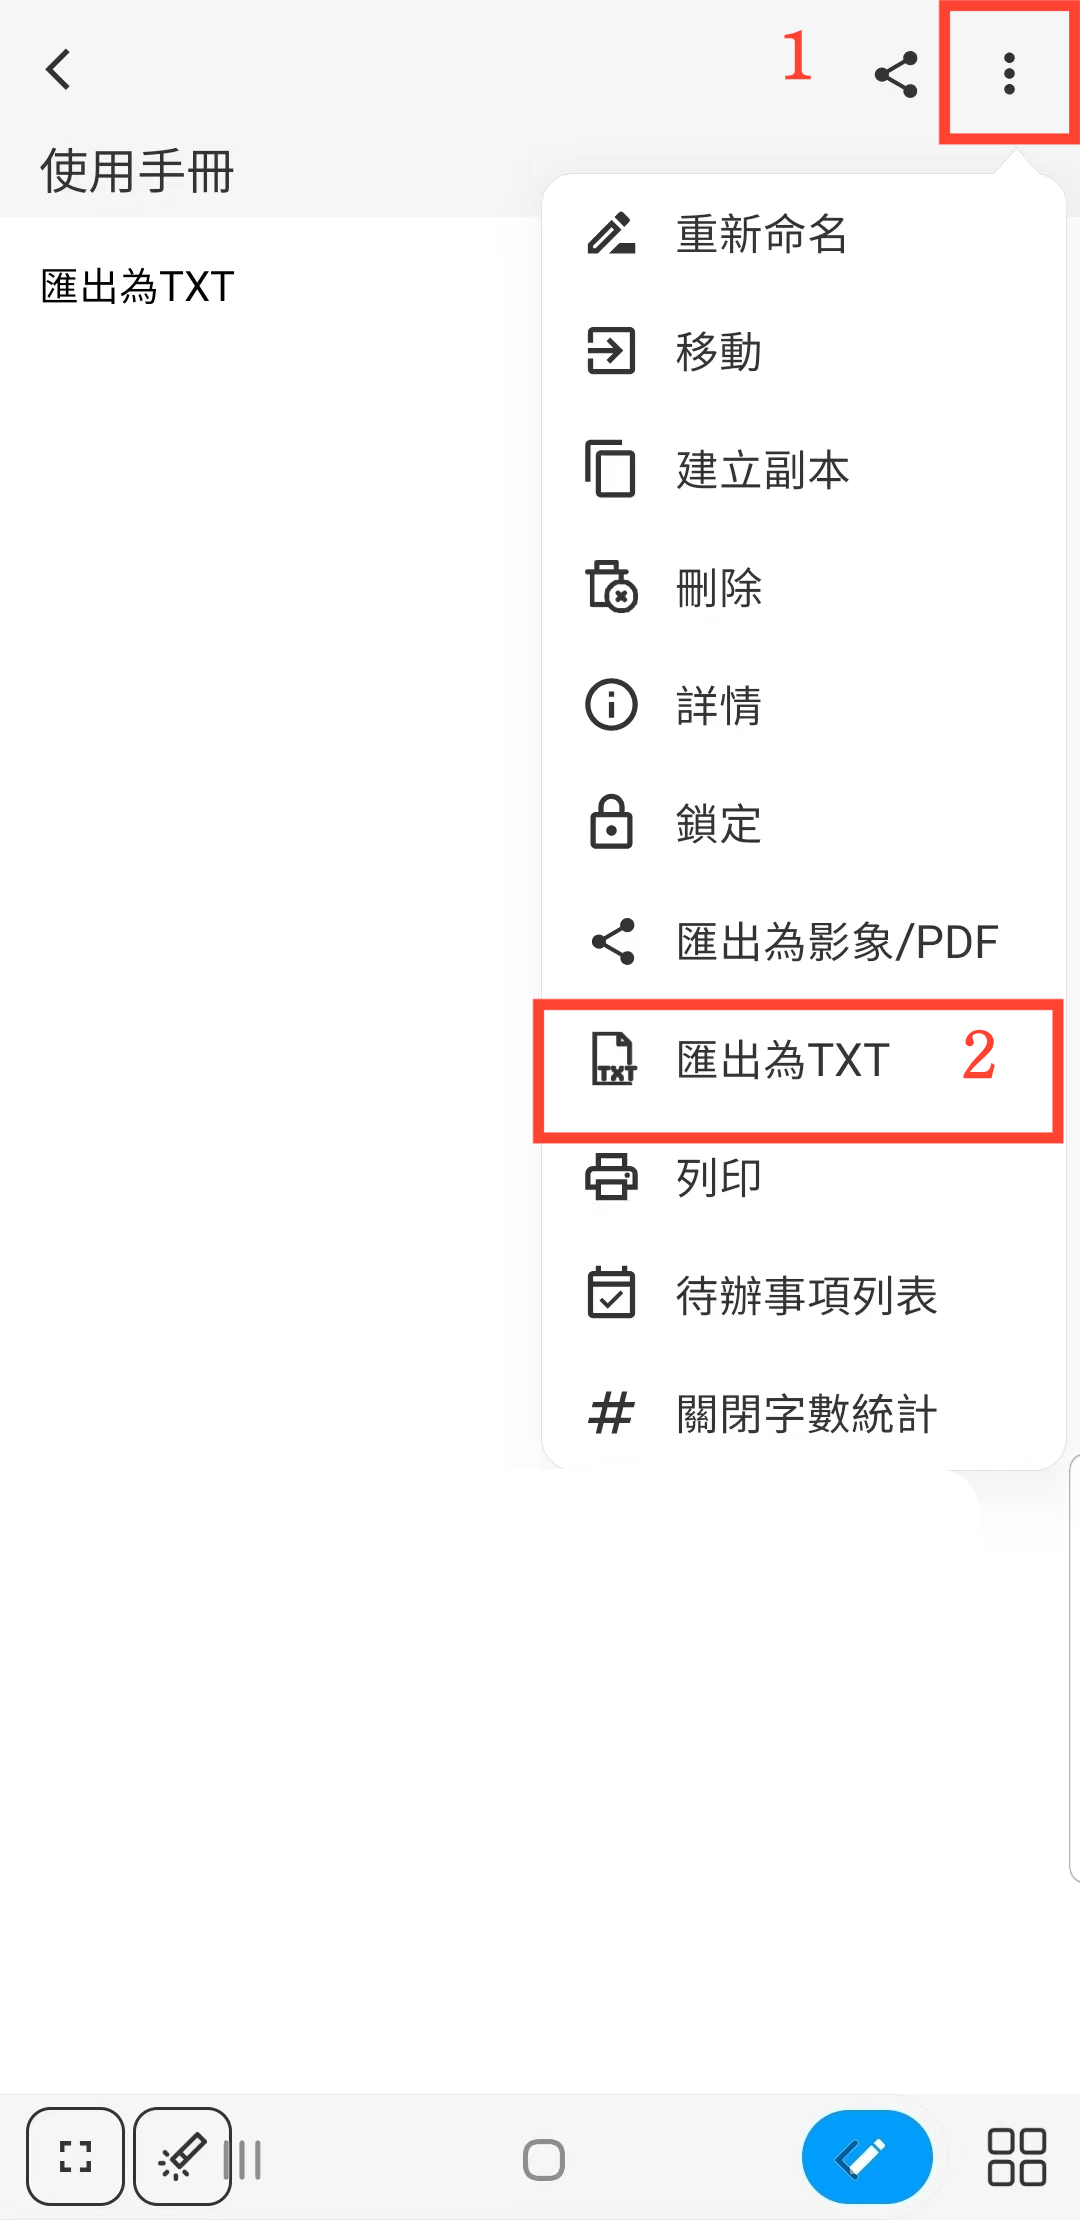 1
使用手冊
匯出為TXT
重新命名
移動
建立副本
刪除
詳情
鎖定
匯出為影象/PDF
TXT
匯出為TXT
2
列印
待辦事項列表
關閉字數統計